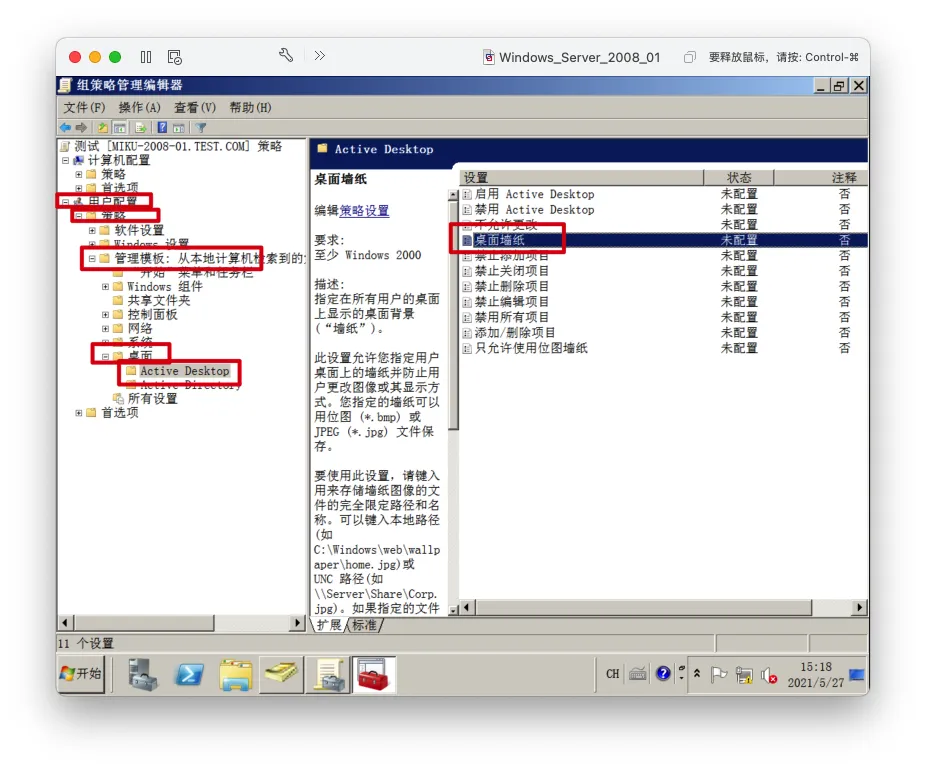 Windows_Server_2008_01
要释放鼠标，请按: Control-⌘
组策略管理编辑器
文件(F) 操作(A) 查看(V) 帮助(H)
测试 [MIKU-2008-01.TEST.COM] 策略
计算机配置
策略
首选项
用户配置
策略
软件设置
Windows 设置
管理模板: 从本地计算机检索到的
“开始”菜单和任务栏
Windows 组件
共享文件夹
控制面板
网络
系统
桌面
Active Desktop
Active Directory
所有设置
首选项
Active Desktop
桌面墙纸
编辑策略设置
要求:
至少 Windows 2000
描述:
指定在所有用户的桌面
上显示的桌面背景
(“墙纸”)。
此设置允许您指定用户
桌面上的墙纸并防止用
户更改图像或其显示方
式。您指定的墙纸可以
用位图 (*.bmp) 或
JPEG (*.jpg) 文件保
存。
要使用此设置，请键入
用来存储墙纸图像的文
件的完全限定路径和名
称。可以键入本地路径
(如
C:\Windows\web\wallp
aper\home.jpg)或
UNC 路径(如
\\Server\Share\Corp.
jpg)。如果指定的文件
设置 状态 注释
启用 Active Desktop 未配置 否
禁用 Active Desktop 未配置 否
不允许更改 未配置 否
桌面墙纸 未配置 否
禁止添加项目 未配置 否
禁止关闭项目 未配置 否
禁止删除项目 未配置 否
禁止编辑项目 未配置 否
禁用所有项目 未配置 否
添加/删除项目 未配置 否
只允许使用位图墙纸 未配置 否
扩展 标准
11 个设置
开始
CH
15:18
2021/5/27